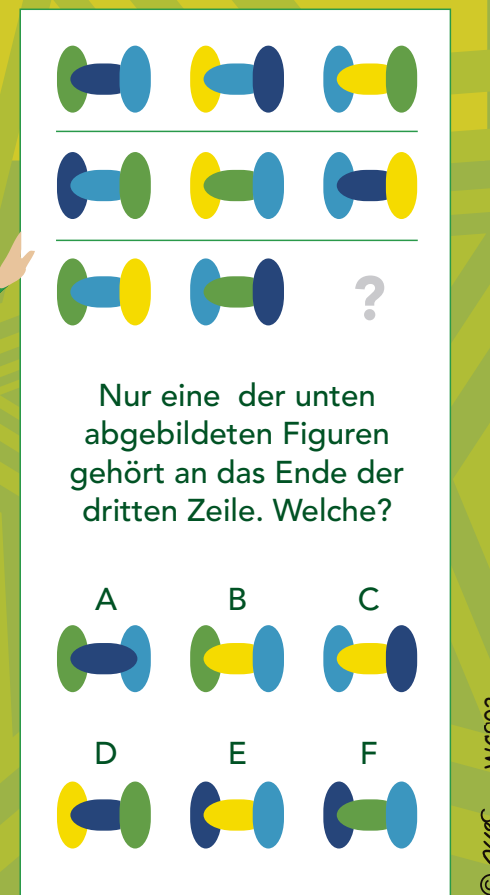 ?
Nur eine der unten
abgebildeten Figuren
gehört an das Ende der
dritten Zeile. Welche?
A B C
D E F